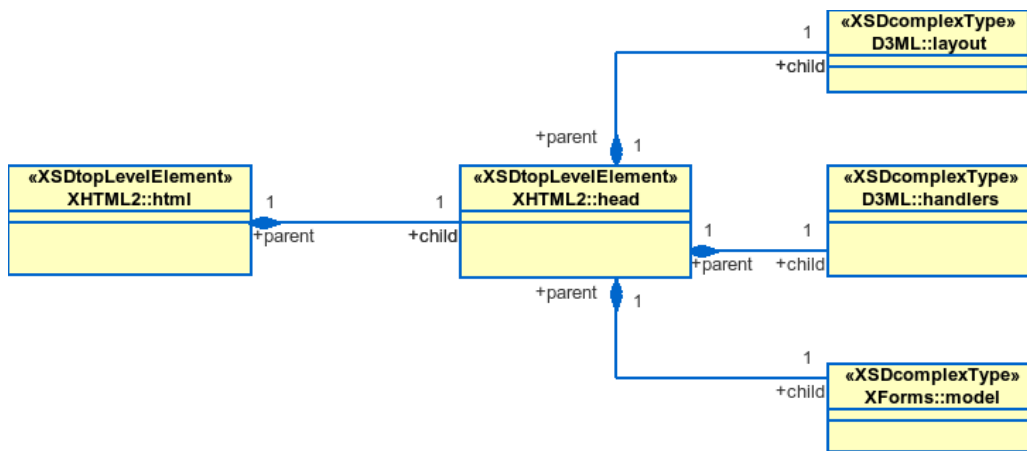 «XSDcomplexType»
D3ML::layout
1
+child
+parent
1
«XSDtopLevelElement»
XHTML2::html
1
+parent
1
+child
«XSDtopLevelElement»
XHTML2::head
1
+parent
1
+child
«XSDcomplexType»
D3ML::handlers
+parent
1
1
+child
«XSDcomplexType»
XForms::model